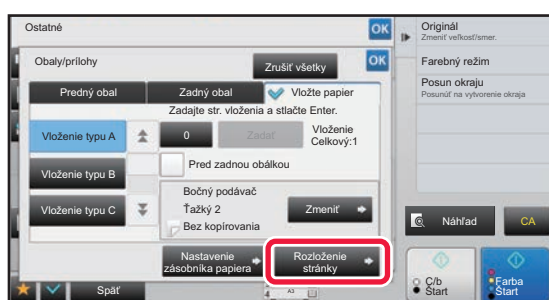 Ostatné
OK
Obaly/prílohy
Zrušiť všetky
OK
Predný obal
Zadný obal
Vložte papier
Zadajte str. vloženia a stlačte Enter.
Vloženie typu A
0
Zadať
Vloženie
Celkový:1
Vloženie typu B
Pred zadnou obálkou
Vloženie typu C
Bočný podávač
Ťažký 2
Bez kopírovania
Zmeniť
Nastavenie
zásobníka papiera
Rozloženie
stránky
Späť
4
A3
Originál
Zmeniť veľkosť/smer.
Farebný režim
Posun okraju
Posunúť na vytvorenie okraja
Náhľad
CA
Č/b
Štart
Farba
Štart